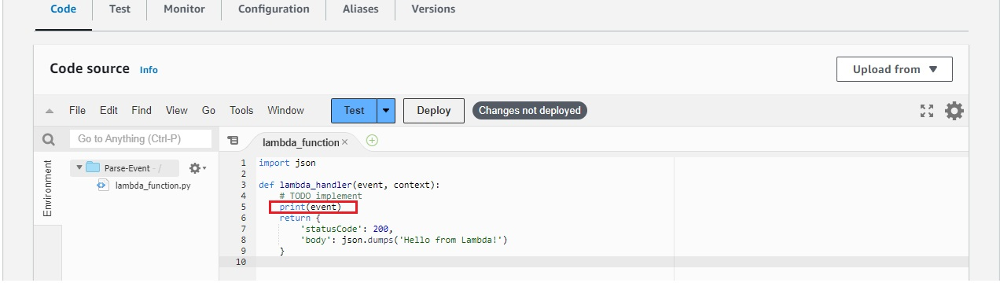 Code Test Monitor Configuration Aliases Versions
Code source Info
Upload from
File Edit Find View Go Tools Window Test Deploy Changes not deployed
Go to Anything (Ctrl-P)
lambda_function
Environment
Parse-Event - /
lambda_function.py
1 import json
2
3 def lambda_handler(event, context):
4     # TODO implement
5     print(event)
6     return {
7         'statusCode': 200,
8         'body': json.dumps('Hello from Lambda!')
9     }
10